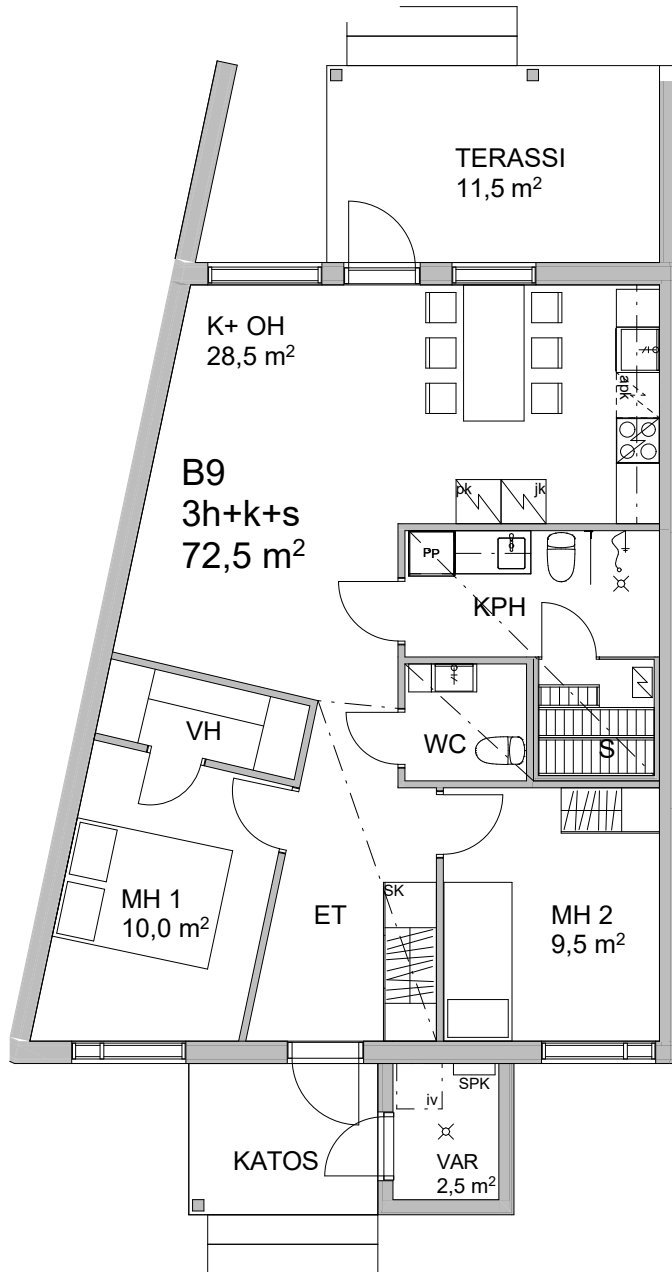 TERASSI
11,5 m²
K+ OH
28,5 m²
apk
B9
3h+k+s
72,5 m²
pk
jk
PP
KPH
VH
WC
S
MH 1
10,0 m²
ET
SK
MH 2
9,5 m²
SPK
iv
KATOS
VAR
2,5 m²